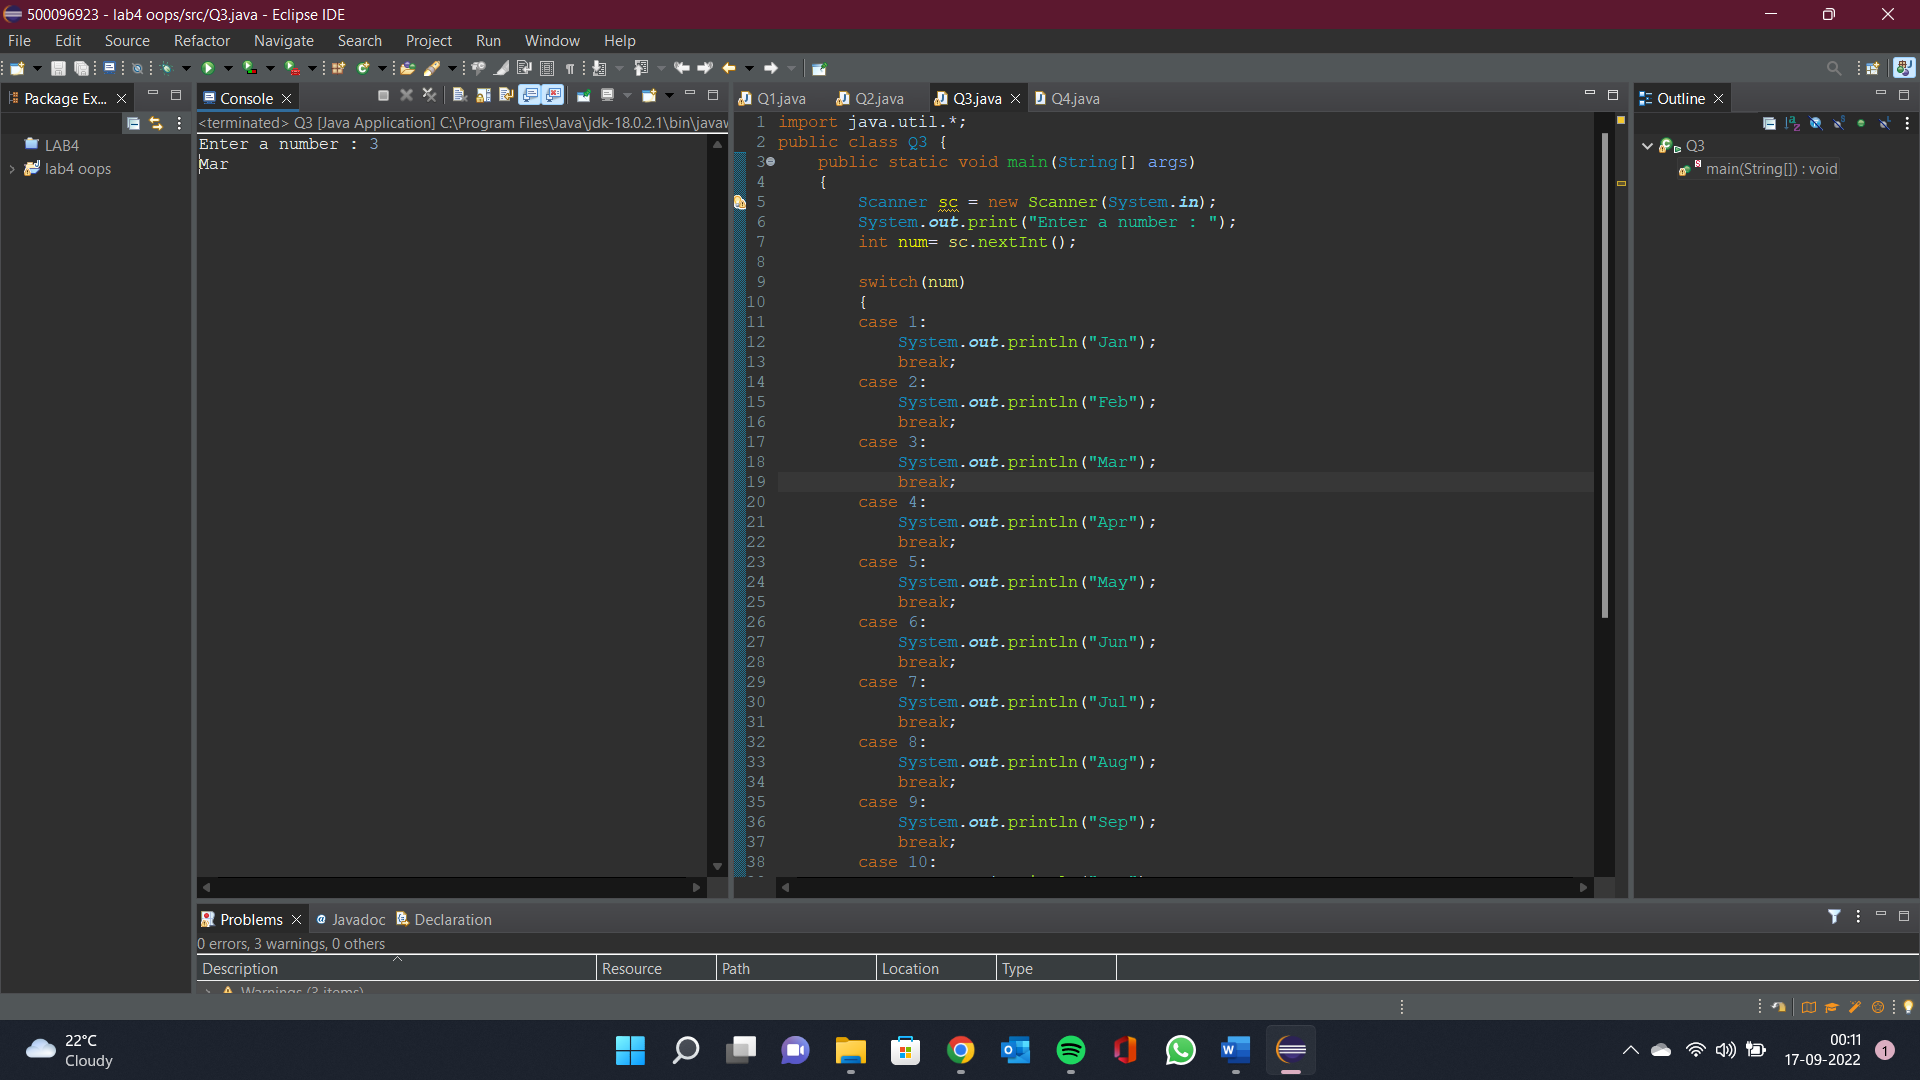 500096923 - lab4 oops/src/Q3.java - Eclipse IDE
File Edit Source Refactor Navigate Search Project Run Window Help
Package Ex...
LAB4
lab4 oops
Console
<terminated> Q3 [Java Application] C:\Program Files\Java\jdk-18.0.2.1\bin\javaw
Enter a number : 3
Mar
Q1.java Q2.java Q3.java Q4.java
1 import java.util.*;
2 public class Q3 {
3 public static void main(String[] args)
4 {
5 Scanner sc = new Scanner(System.in);
6 System.out.print("Enter a number : ");
7 int num= sc.nextInt();
8
9 switch(num)
10 {
11 case 1:
12 System.out.println("Jan");
13 break;
14 case 2:
15 System.out.println("Feb");
16 break;
17 case 3:
18 System.out.println("Mar");
19 break;
20 case 4:
21 System.out.println("Apr");
22 break;
23 case 5:
24 System.out.println("May");
25 break;
26 case 6:
27 System.out.println("Jun");
28 break;
29 case 7:
30 System.out.println("Jul");
31 break;
32 case 8:
33 System.out.println("Aug");
34 break;
35 case 9:
36 System.out.println("Sep");
37 break;
38 case 10:
Outline
Q3
main(String[]) : void
Problems Javadoc Declaration
0 errors, 3 warnings, 0 others
Description Resource Path Location Type
Warnings (3 items)
22°C
Cloudy
00:11
17-09-2022
1